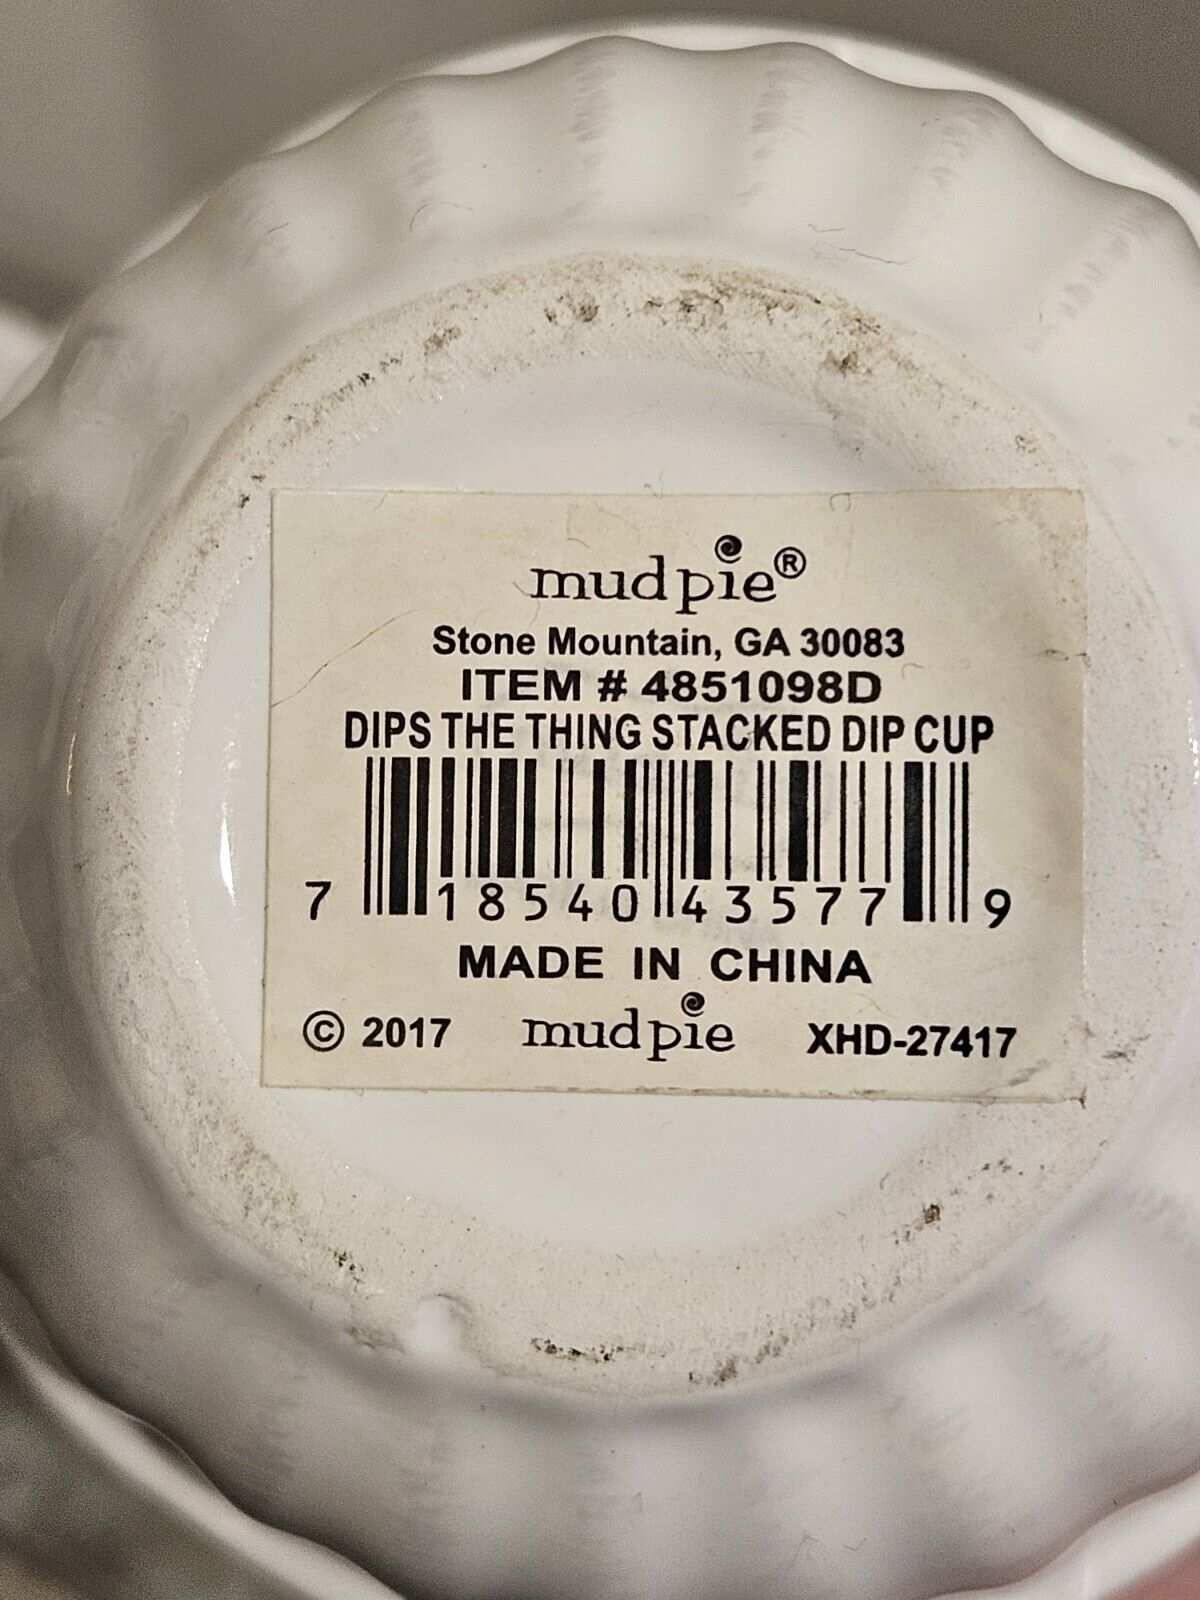 mudpie®
Stone Mountain, GA 30083
ITEM # 4851098D
DIPS THE THING STACKED DIP CUP
7 18540 43577 9
MADE IN CHINA
© 2017 mudpie XHD-27417